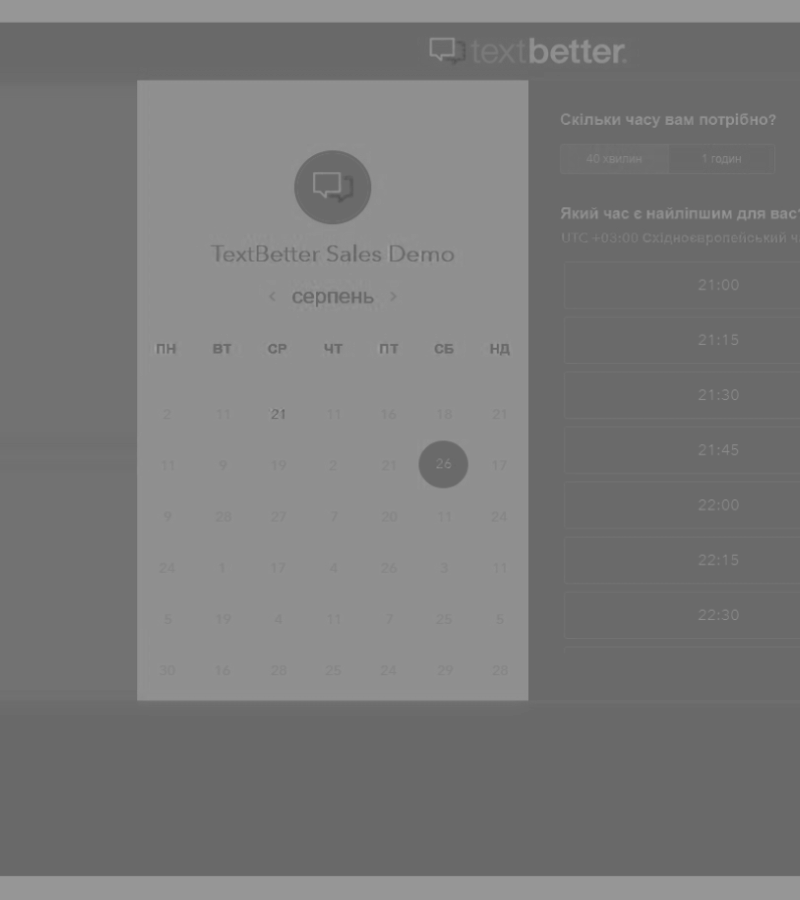 textbetter.
TextBetter Sales Demo
< серпень >
ПН ВТ СР ЧТ ПТ СБ НД
2 11 21 11 16 18 21
11 9 19 2 21 26 17
9 28 27 7 20 11 24
24 1 17 4 26 3 11
5 19 4 11 7 25 5
30 16 28 25 24 29 28
Скільки часу вам потрібно?
40 хвилин 1 годин
Який час є найліпшим для вас?
UTC +03:00 Східноєвропейський ч
21:00
21:15
21:30
21:45
22:00
22:15
22:30